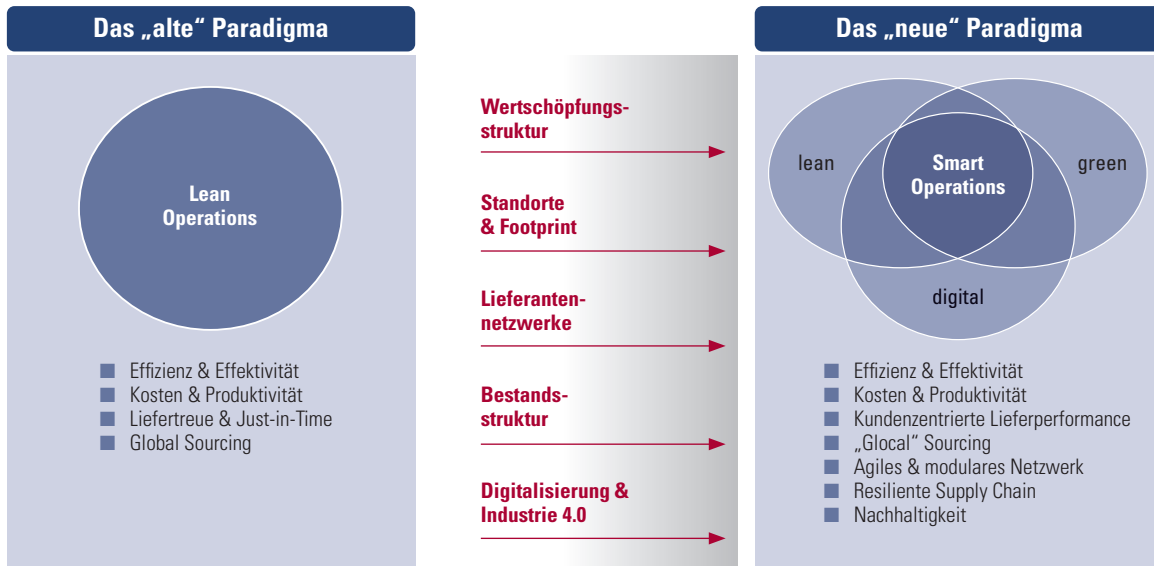 Das „alte“ Paradigma
Lean
Operations
Effizienz & Effektivität
Kosten & Produktivität
Liefertreue & Just-in-Time
Global Sourcing
Wertschöpfungs-
struktur
Standorte
& Footprint
Lieferanten-
netzwerke
Bestands-
struktur
Digitalisierung &
Industrie 4.0
Das „neue“ Paradigma
lean
Smart
Operations
green
digital
Effizienz & Effektivität
Kosten & Produktivität
Kundenzentrierte Lieferperformance
„Glocal“ Sourcing
Agiles & modulares Netzwerk
Resiliente Supply Chain
Nachhaltigkeit